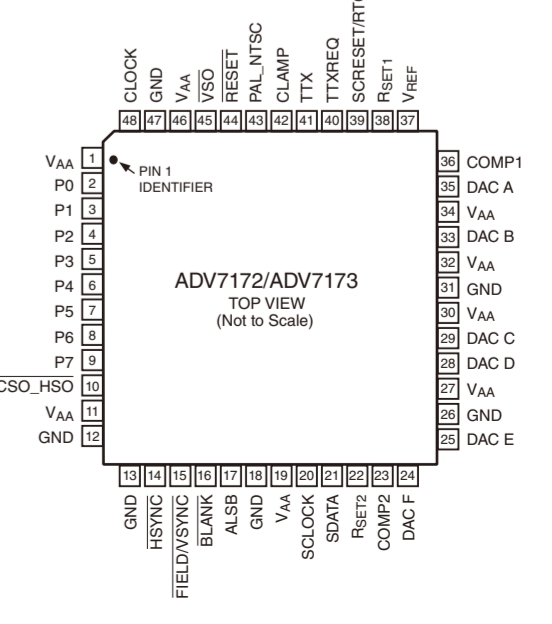 CLOCK
GND
VAA
VSO
RESET
PAL_NTSC
CLAMP
TTX
TTXREQ
RSET1
VREF
48 47 46 45 44 43 42 41 40 39 38 37
VAA 1
P0 2
P1 3
P2 4
P3 5
P4 6
P5 7
P6 8
P7 9
CSO_HSO 10
VAA 11
GND 12
PIN 1
IDENTIFIER
ADV7172/ADV7173
TOP VIEW
(Not to Scale)
36 COMP1
35 DAC A
34 VAA
33 DAC B
32 VAA
31 GND
30 VAA
29 DAC C
28 DAC D
27 VAA
26 GND
25 DAC E
13 14 15 16 17 18 19 20 21 22 23 24
GND
HSYNC
FIELD/VSYNC
BLANK
ALSB
GND
VAA
SCLOCK
SDATA
RSET2
COMP2
DAC F